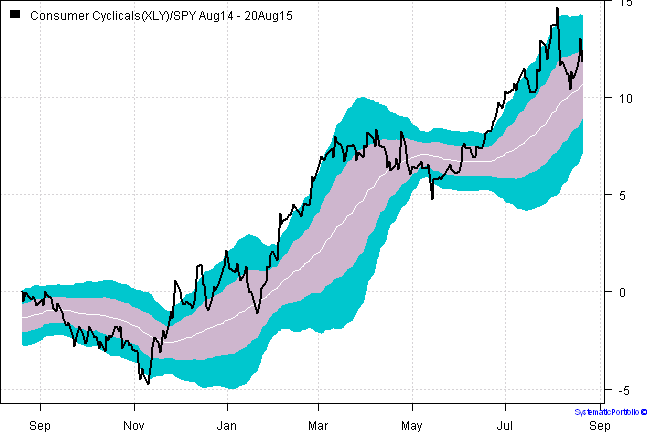 Consumer Cyclicals(XLY)/SPY Aug14 - 20Aug15
15
10
5
0
-5
Sep Nov Jan Mar May Jul Sep
SystematicPortfolio ©